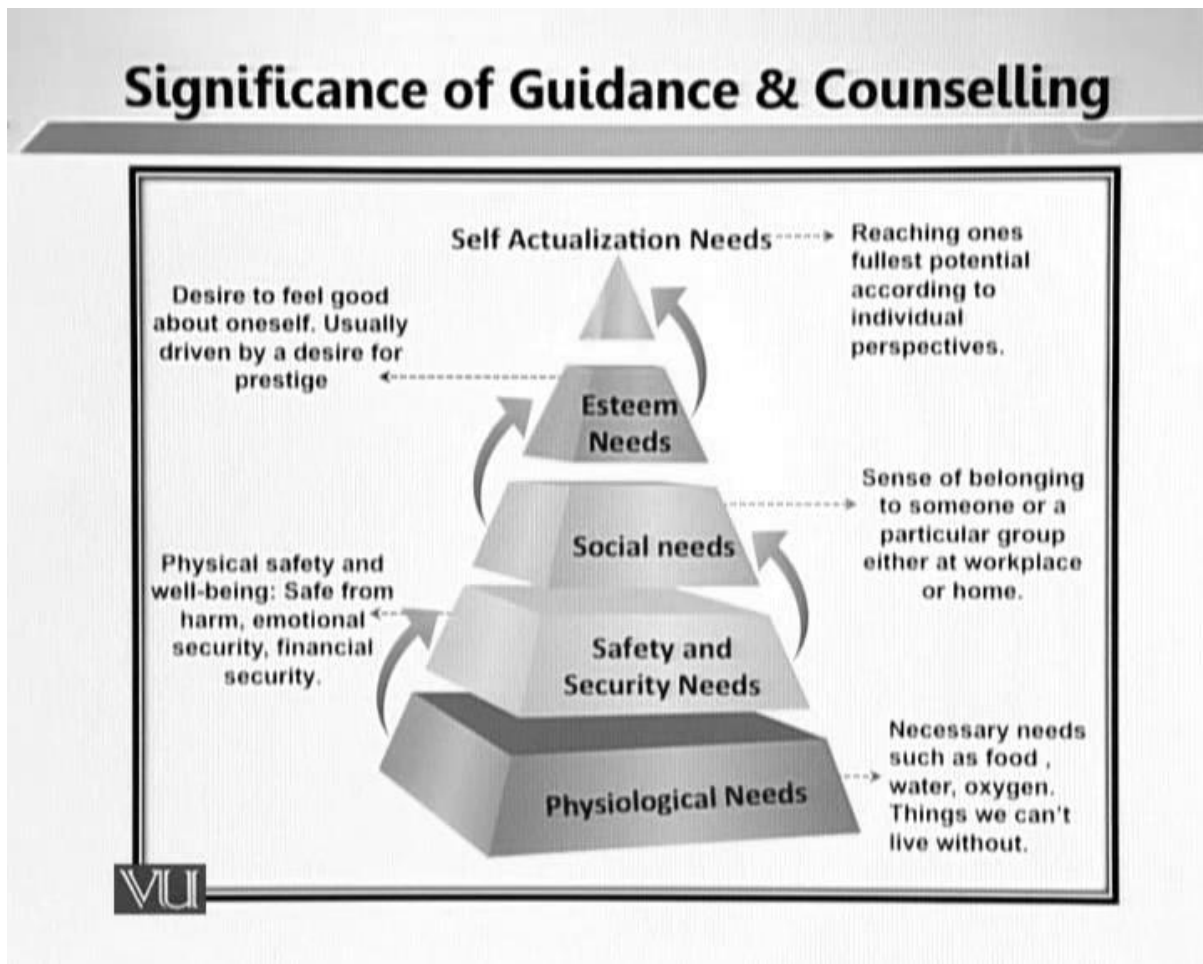 Significance of Guidance & Counselling
Self Actualization Needs
Reaching ones
fullest potential
according to
individual
perspectives.
Desire to feel good
about oneself. Usually
driven by a desire for
prestige
Esteem
Needs
Sense of belonging
to someone or a
particular group
either at workplace
or home.
Social needs
Physical safety and
well-being: Safe from
harm, emotional
security, financial
security.
Safety and
Security Needs
Necessary needs
such as food ,
water, oxygen.
Things we can't
live without.
Physiological Needs
VU